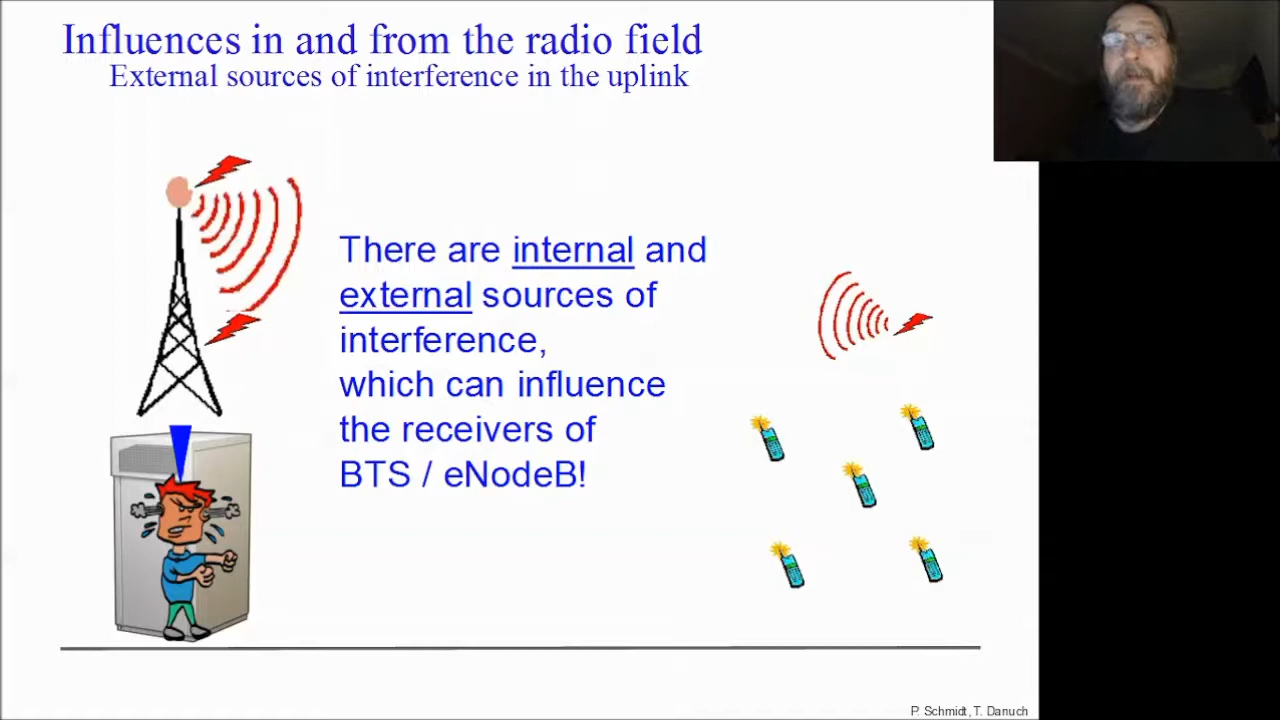 Influences in and from the radio field
External sources of interference in the uplink
There are internal and
external sources of
interference,
which can influence
the receivers of
BTS / eNodeB!
P. Schmidt, T. Danuch